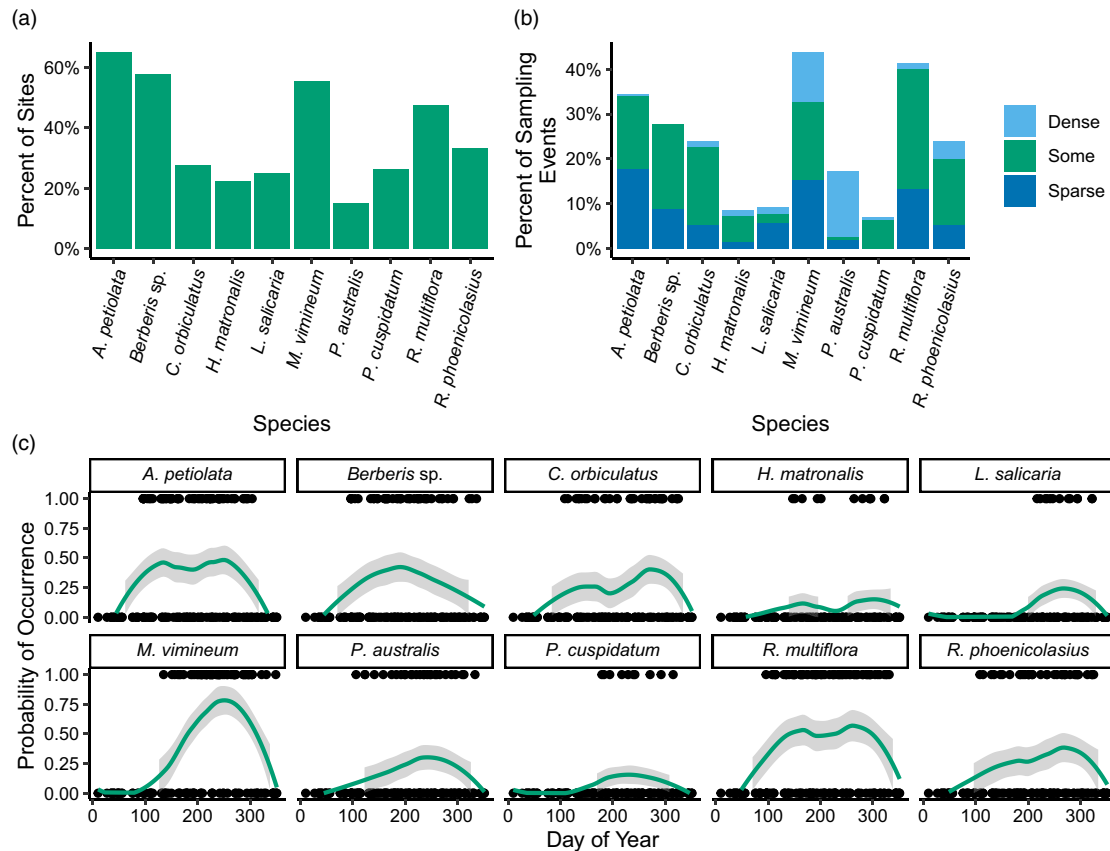 (a)
Percent of Sites
60%
40%
20%
0%
A. petiolata
Berberis sp.
C. orbiculatus
H. matronalis
L. salicaria
M. vimineum
P. australis
P. cuspidatum
R. multiflora
R. phoenicolasius
Species
(b)
Percent of Sampling
Events
40%
30%
20%
10%
0%
A. petiolata
Berberis sp.
C. orbiculatus
H. matronalis
L. salicaria
M. vimineum
P. australis
P. cuspidatum
R. multiflora
R. phoenicolasius
Species
Dense
Some
Sparse
(c)
Probability of Occurrence
A. petiolata
Berberis sp.
C. orbiculatus
H. matronalis
L. salicaria
1.00
0.75
0.50
0.25
0.00
M. vimineum
P. australis
P. cuspidatum
R. multiflora
R. phoenicolasius
1.00
0.75
0.50
0.25
0.00
0 100 200 300
0 100 200 300
0 100 200 300
0 100 200 300
0 100 200 300
Day of Year